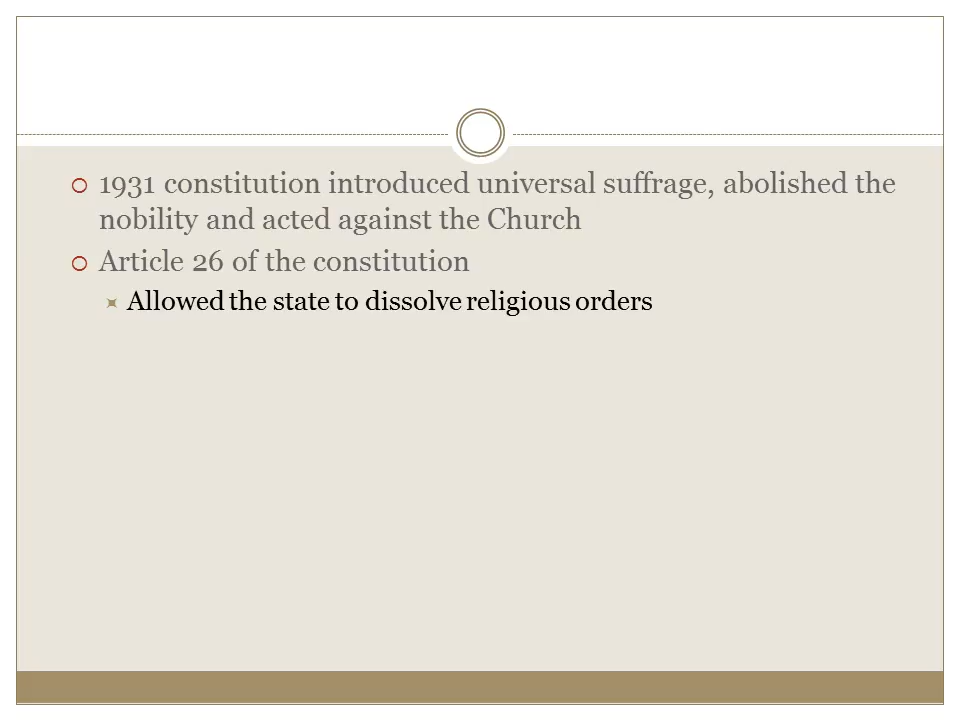 1931 constitution introduced universal suffrage, abolished the
nobility and acted against the Church
Article 26 of the constitution
Allowed the state to dissolve religious orders